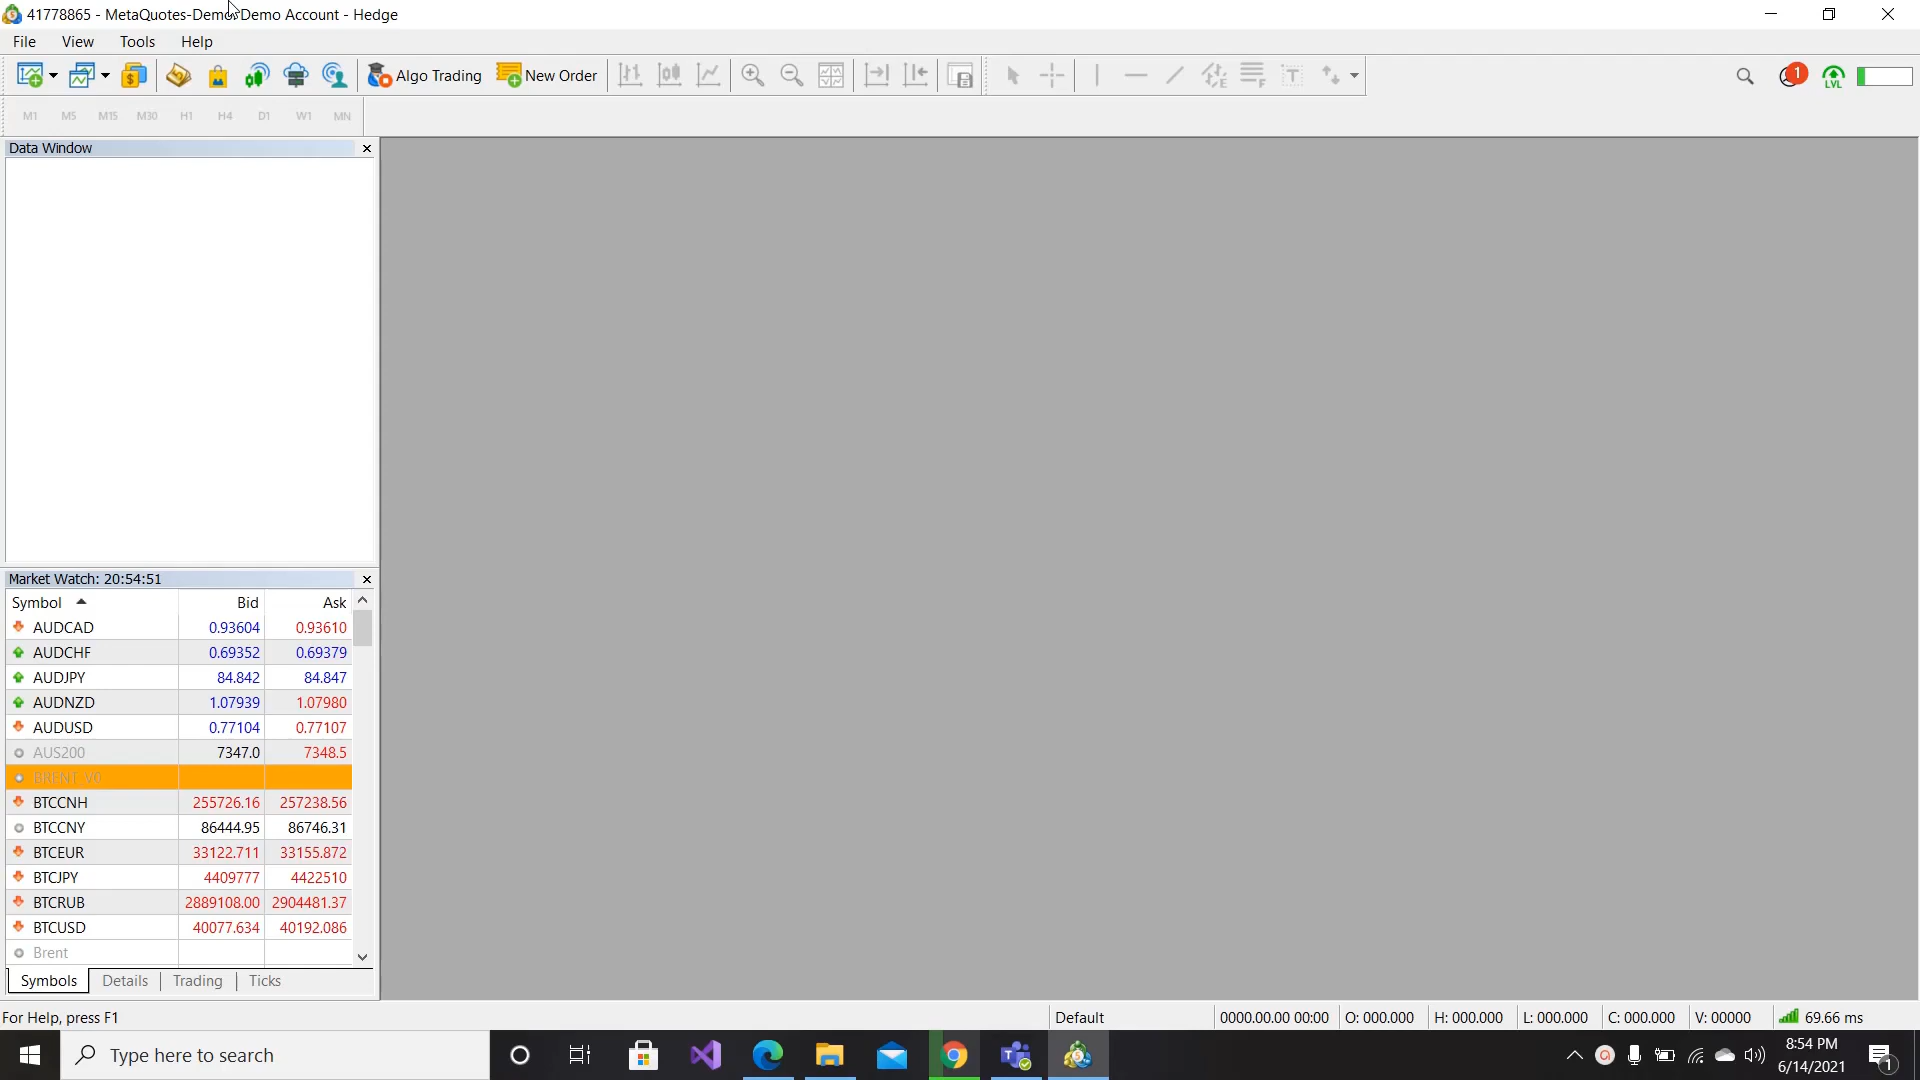 41778865 - MetaQuotes-Demo: Demo Account - Hedge
File View Tools Help
Algo Trading New Order 1 LVL
M1 M5 M15 M30 H1 H4 D1 W1 MN
Data Window
Market Watch: 20:54:51
Symbol Bid Ask
AUDCAD 0.93604 0.93610
AUDCHF 0.69352 0.69379
AUDJPY 84.842 84.847
AUDNZD 1.07939 1.07980
AUDUSD 0.77104 0.77107
AUS200 7347.0 7348.5
BRENT_V0
BTCCNH 255726.16 257238.56
BTCCNY 86444.95 86746.31
BTCEUR 33122.711 33155.872
BTCJPY 4409777 4422510
BTCRUB 2889108.00 2904481.37
BTCUSD 40077.634 40192.086
Brent
Symbols Details Trading Ticks
For Help, press F1 Default 0000.00.00 00:00 O: 000.000 H: 000.000 L: 000.000 C: 000.000 V: 00000 69.66 ms
Type here to search
8:54 PM
6/14/2021
1